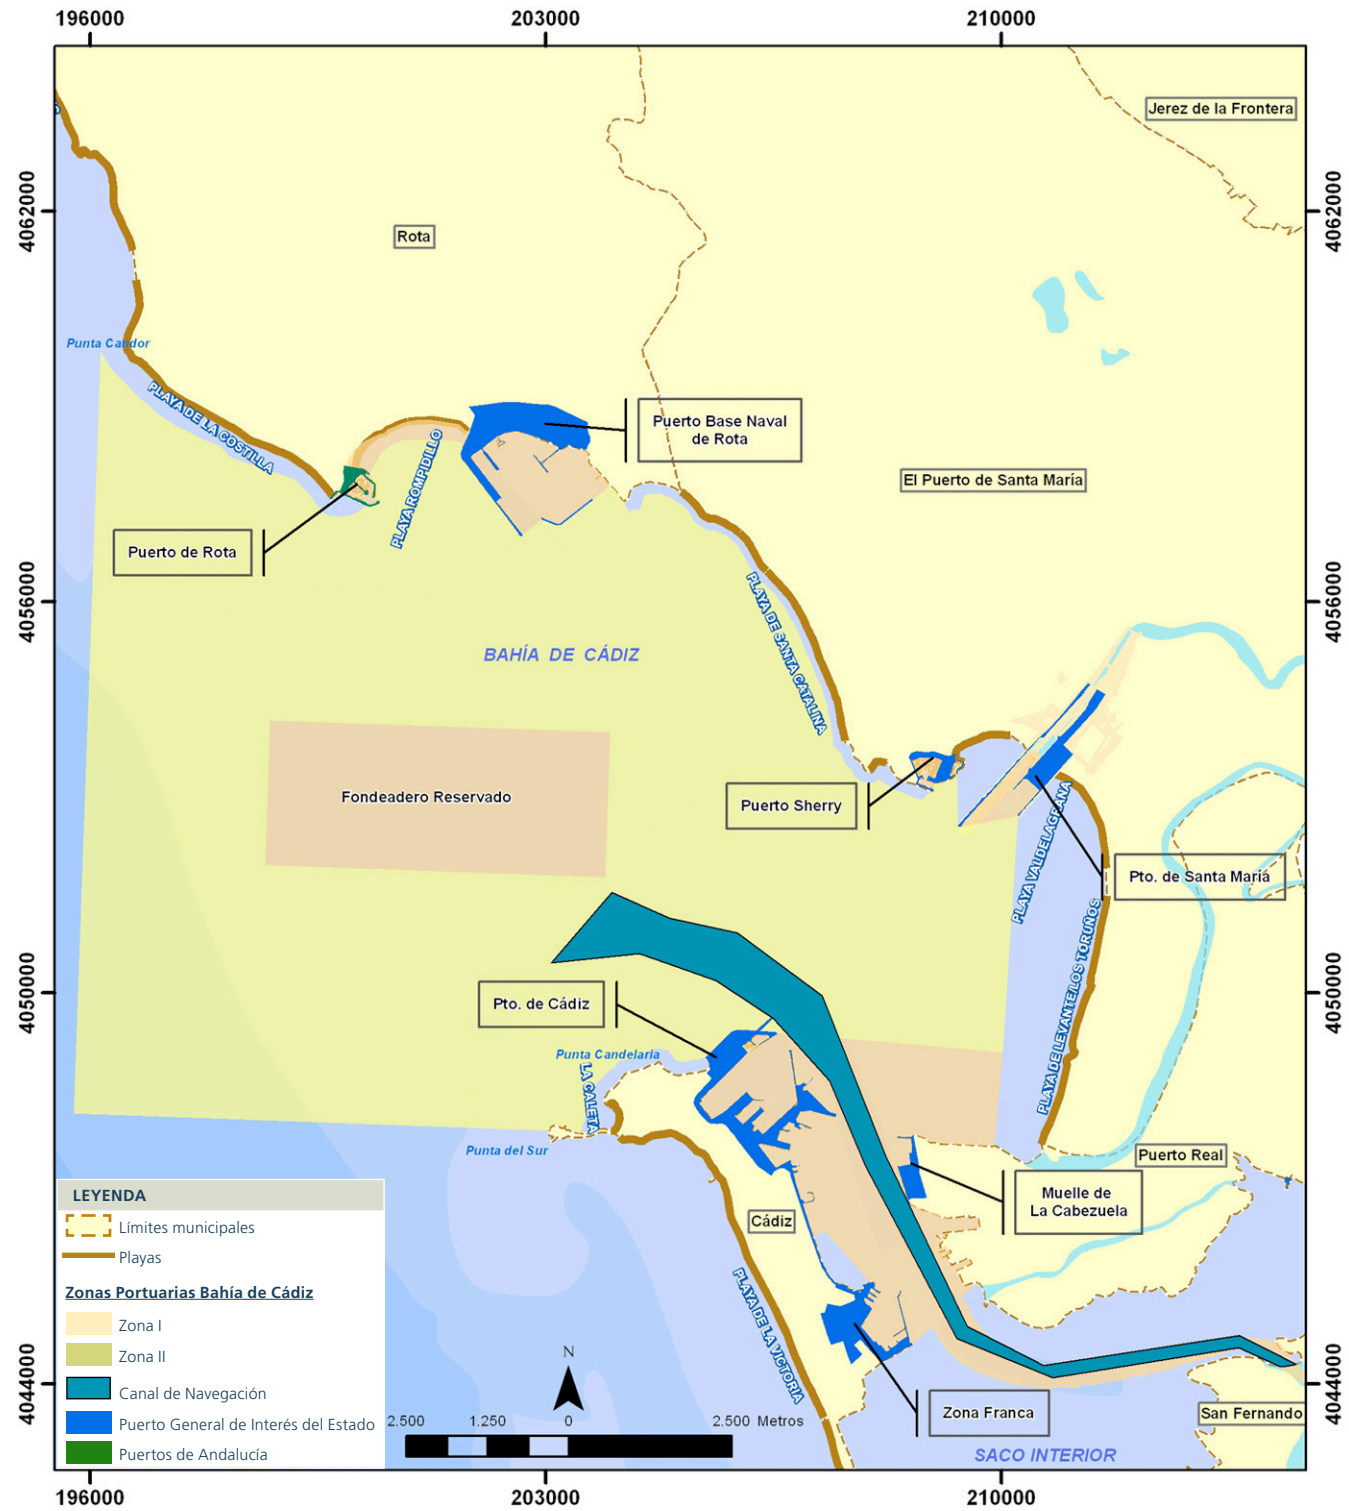 196000
203000
210000
Jerez de la Frontera
4062000
4062000
Rota
Punta Candor
PLAYA DE LA COSTILLA
Puerto Base Naval
de Rota
PLAYA ROMPIDILLO
El Puerto de Santa María
Puerto de Rota
4056000
4056000
PLAYA DE SANTA CATALINA
BAHÍA DE CÁDIZ
Fondeadero Reservado
Puerto Sherry
PLAYA VALDELAGRANA
Pto. de Santa María
PLAYA DE LEVANTE/LOS TORUÑOS
4050000
4050000
Pto. de Cádiz
Punta Candelaria
LA CALETA
Punta del Sur
Puerto Real
Muelle de
La Cabezuela
Cádiz
PLAYA DE LA VICTORIA
LEYENDA
Límites municipales
Playas
Zonas Portuarias Bahía de Cádiz
Zona I
Zona II
Canal de Navegación
Puerto General de Interés del Estado
Puertos de Andalucía
N
2.500
1.250
0
2.500 Metros
4044000
4044000
Zona Franca
San Fernando
SACO INTERIOR
196000
203000
210000